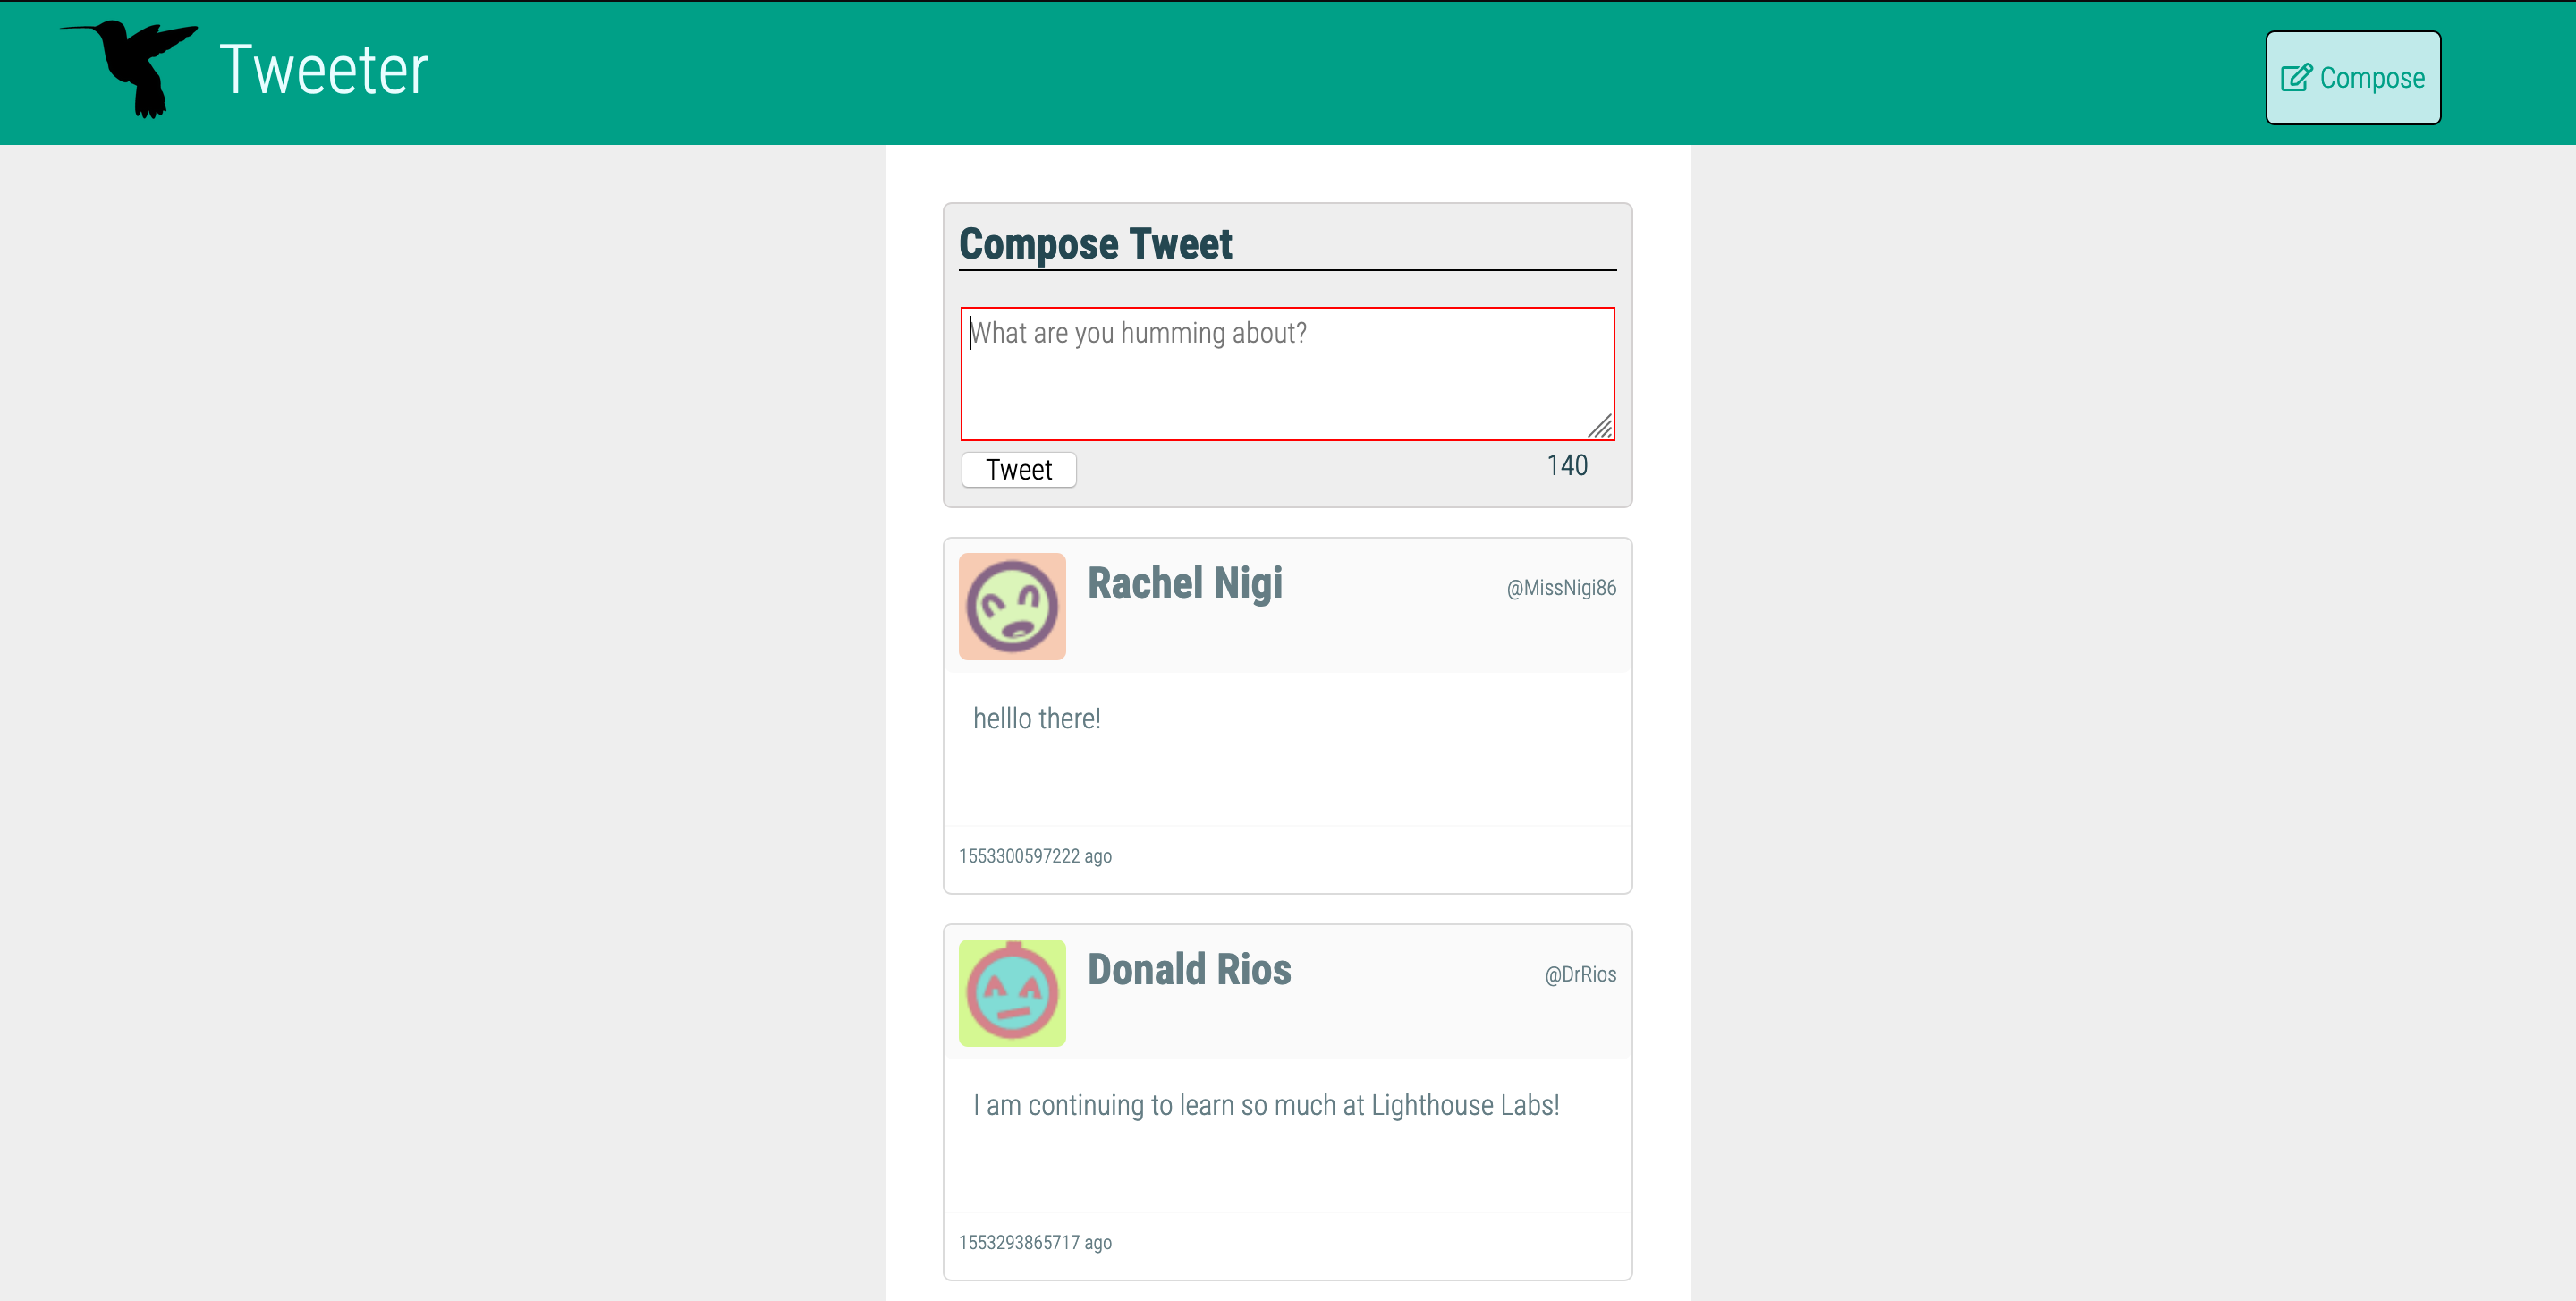 Tweeter
Compose
Compose Tweet
What are you humming about?
Tweet
140
Rachel Nigi
@MissNigi86
helllo there!
1553300597222 ago
Donald Rios
@DrRios
I am continuing to learn so much at Lighthouse Labs!
1553293865717 ago